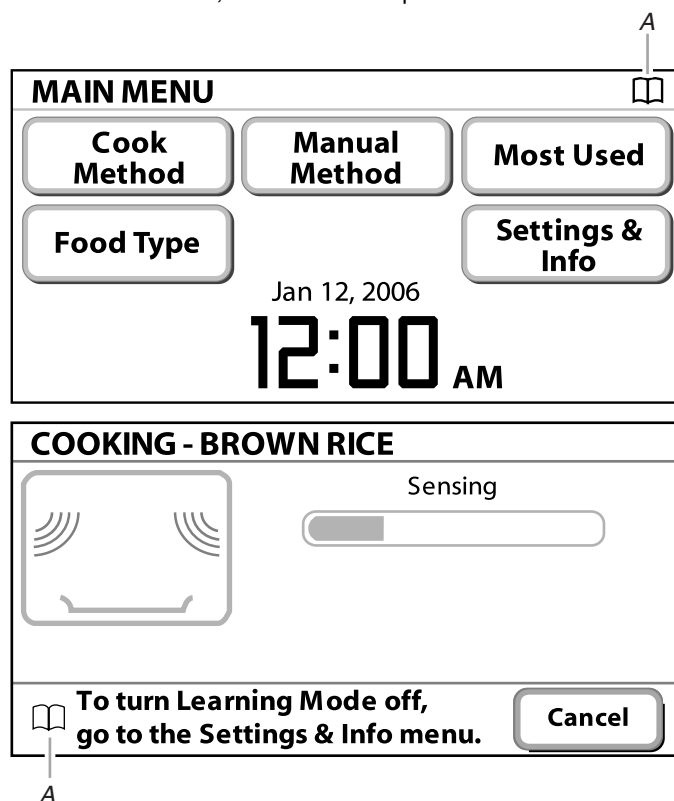 A
MAIN MENU
Cook
Method
Manual
Method
Most Used
Food Type
Settings &
Info
Jan 12, 2006
12:00 AM
COOKING - BROWN RICE
Sensing
To turn Learning Mode off,
go to the Settings & Info menu.
Cancel
A